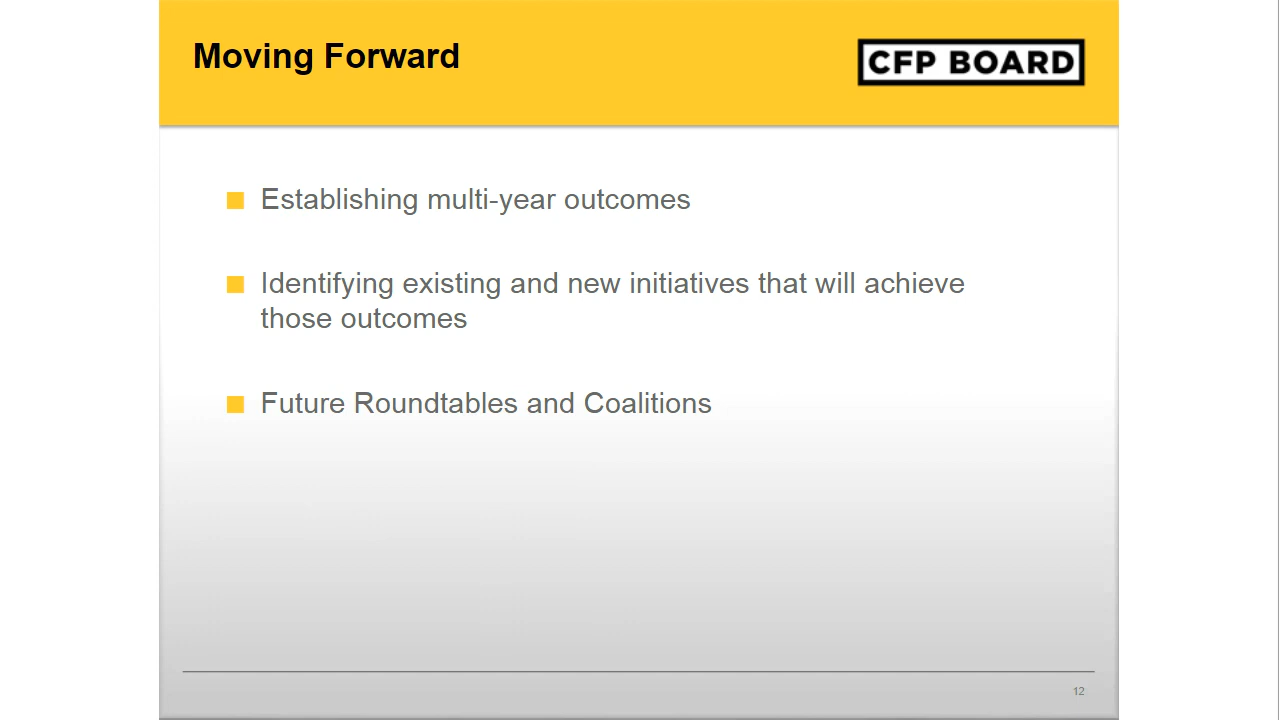 Moving Forward
CFP BOARD
Establishing multi-year outcomes
Identifying existing and new initiatives that will achieve
those outcomes
Future Roundtables and Coalitions
12